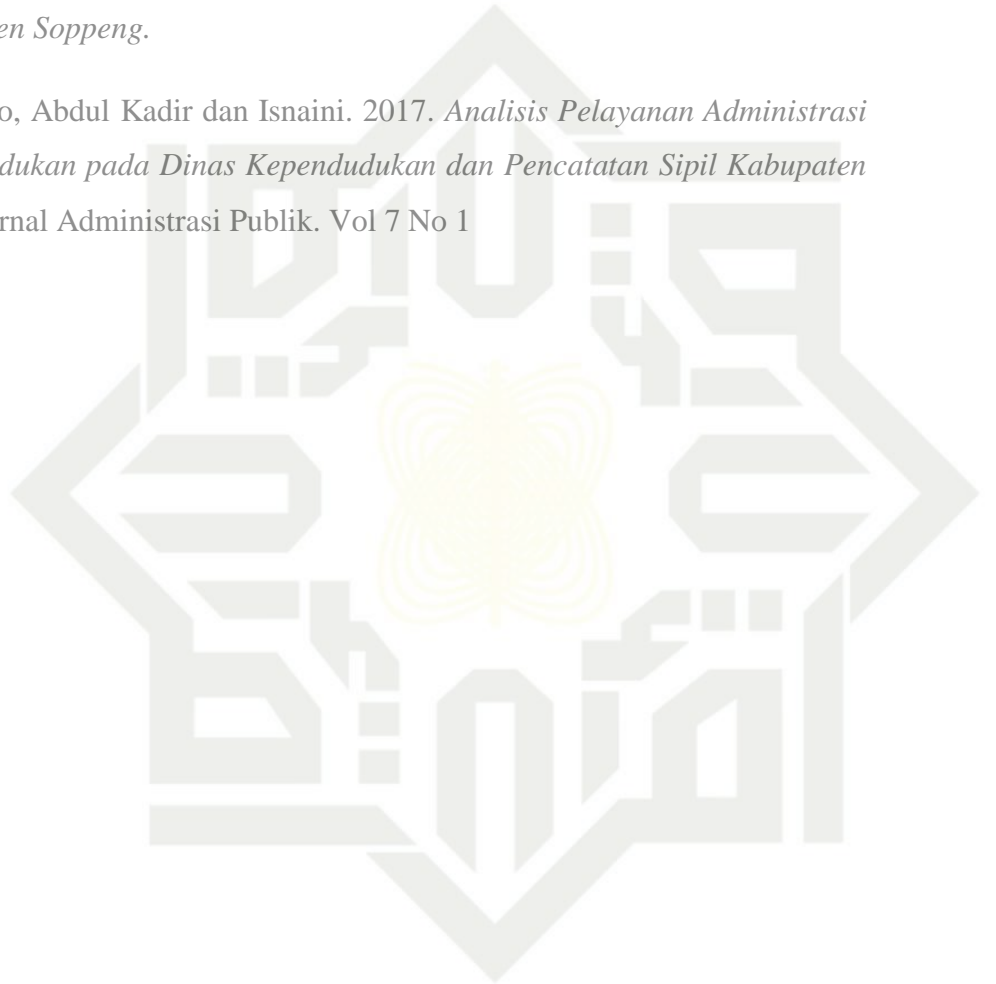 en Soppeng.
o, Abdul Kadir dan Isnaini. 2017. Analisis Pelayanan Administrasi
dukan pada Dinas Kependudukan dan Pencatatan Sipil Kabupaten
rnal Administrasi Publik. Vol 7 No 1